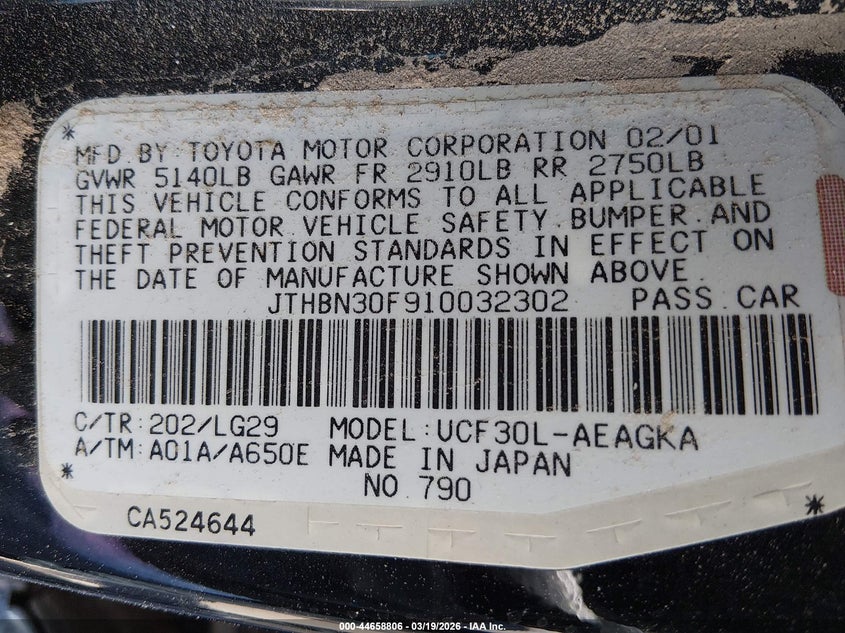 MFD.BY TOYOTA MOTOR CORPORATION 02/01
GVWR 5140LB GAWR FR 2910LB RR 2750LB
THIS VEHICLE CONFORMS TO ALL APPLICABLE
FEDERAL MOTOR VEHICLE SAFETY,BUMPER,AND
THEFT PREVENTION STANDARDS IN EFFECT ON
THE DATE OF MANUFACTURE SHOWN ABOVE.
JTHBN30F910032302 PASS.CAR
C/TR:202/LG29 MODEL:UCF30L-AEAGKA
A/TM:A01A/A650E MADE IN JAPAN
NO.790
CA524644
000-44658806 / 03/19/2026 - IAA Inc.